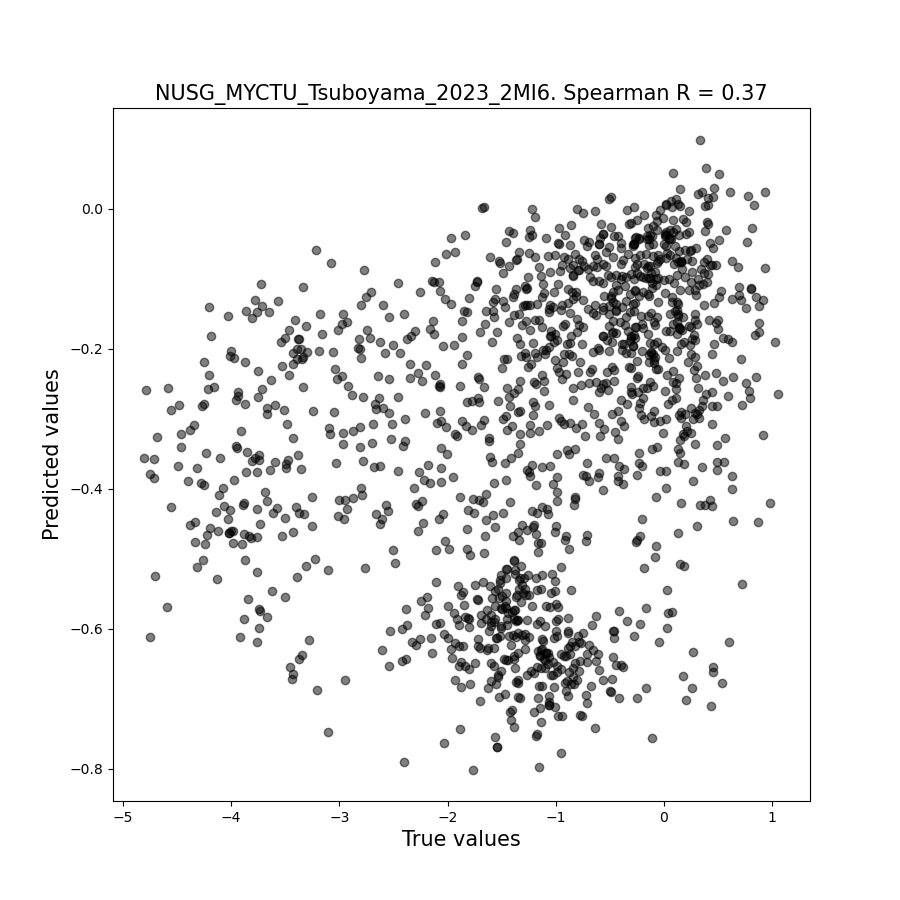 NUSG_MYCTU_Tsuboyama_2023_2MI6. Spearman R = 0.37
0.0
−0.2
−0.4
−0.6
−0.8
Predicted values
−5 −4 −3 −2 −1 0 1
True values